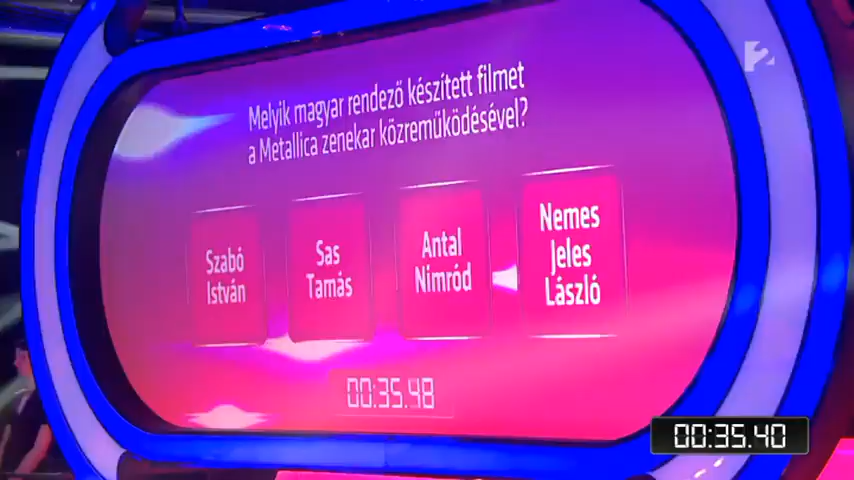 Melyik magyar rendező készített filmet
a Metallica zenekar közreműködésével?
Szabó
István
Sas
Tamás
Antal
Nimród
Nemes
Jeles
László
00:35.48
00:35.40
2